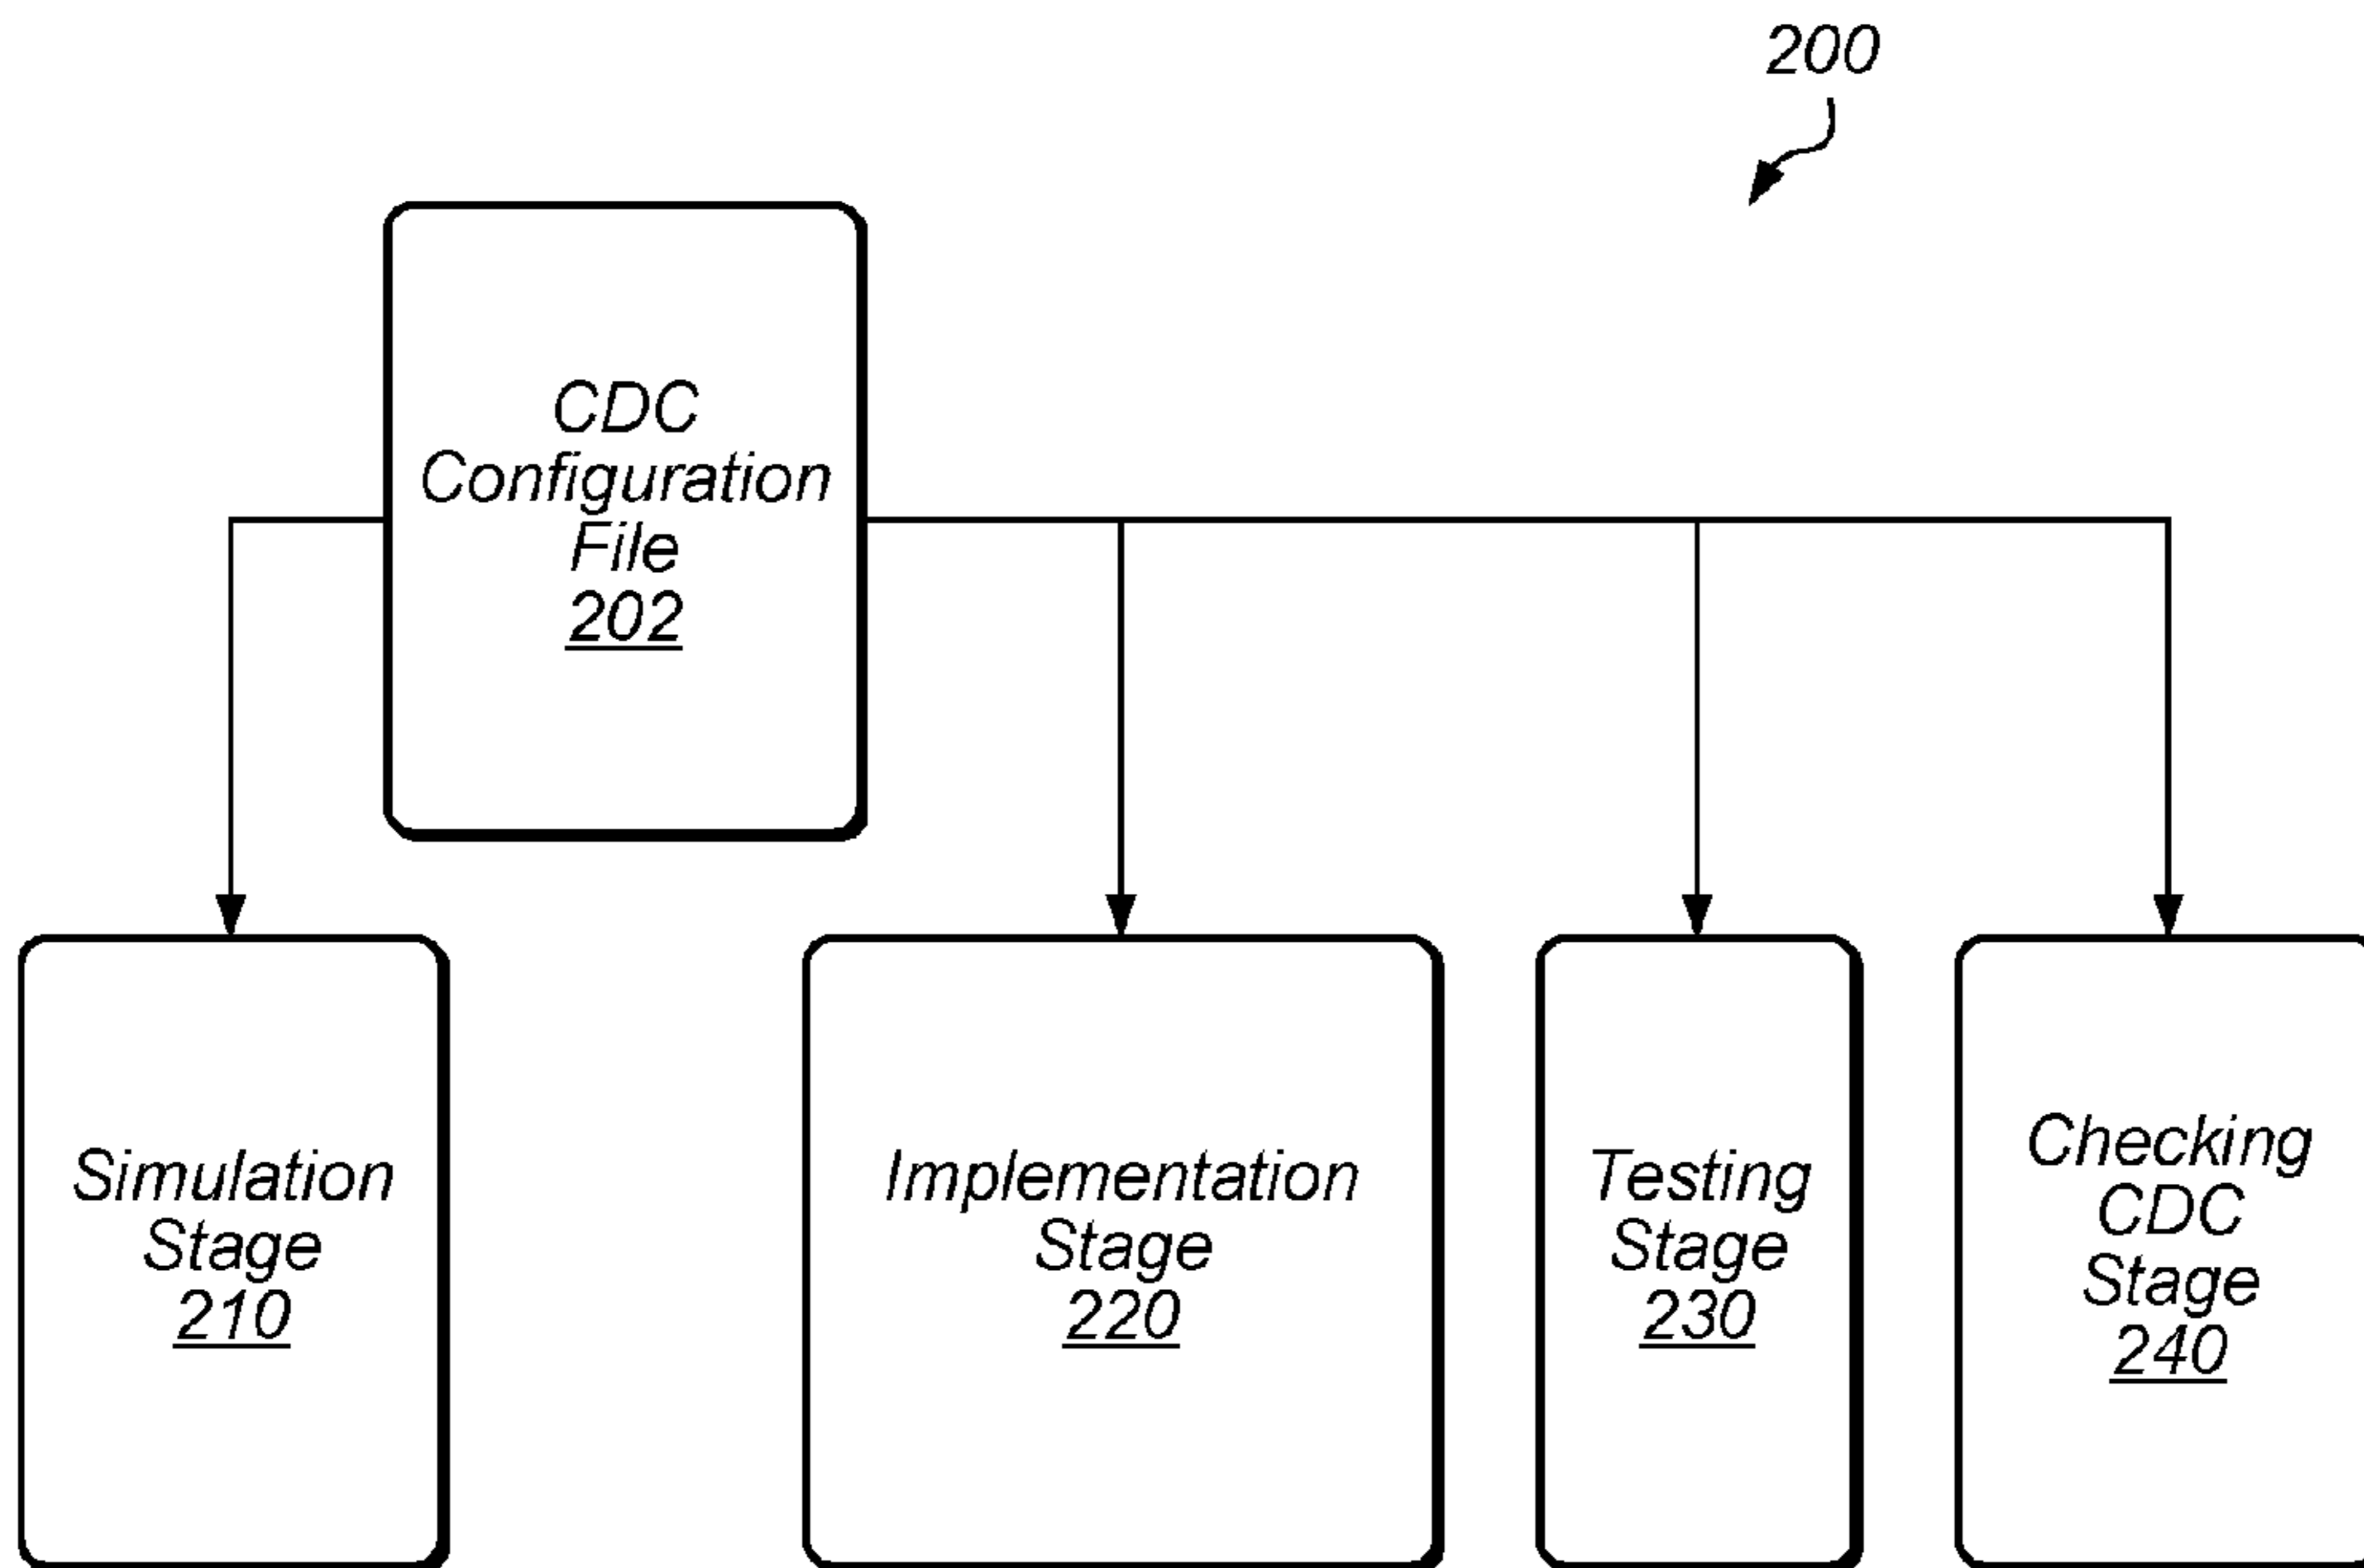 200
CDC
Configuration
File
202
Simulation
Stage
210
Implementation
Stage
220
Testing
Stage
230
Checking
CDC
Stage
240